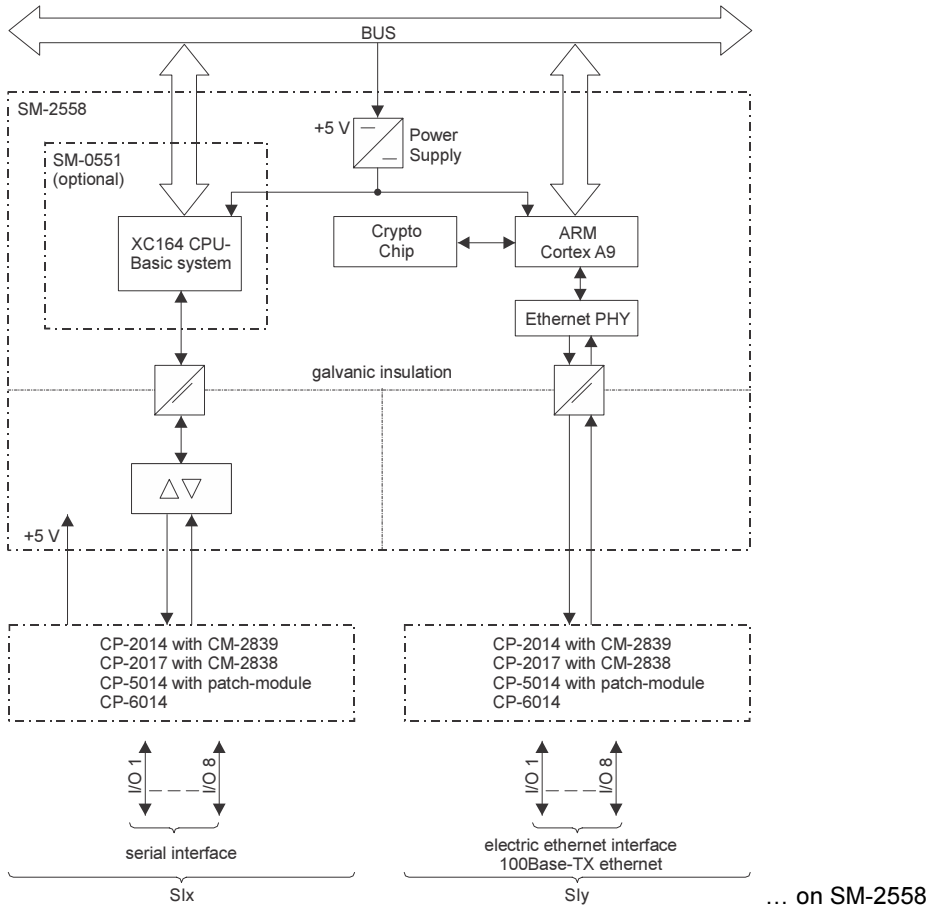 BUS
SM-2558
+5 V
Power
Supply
SM-0551
(optional)
XC164 CPU-
Basic system
Crypto
Chip
ARM
Cortex A9
Ethernet PHY
galvanic insulation
+5 V
CP-2014 with CM-2839
CP-2017 with CM-2838
CP-5014 with patch-module
CP-6014
CP-2014 with CM-2839
CP-2017 with CM-2838
CP-5014 with patch-module
CP-6014
I/O 1
I/O 8
I/O 1
I/O 8
serial interface
electric ethernet interface
100Base-TX ethernet
SIx
SIy
... on SM-2558